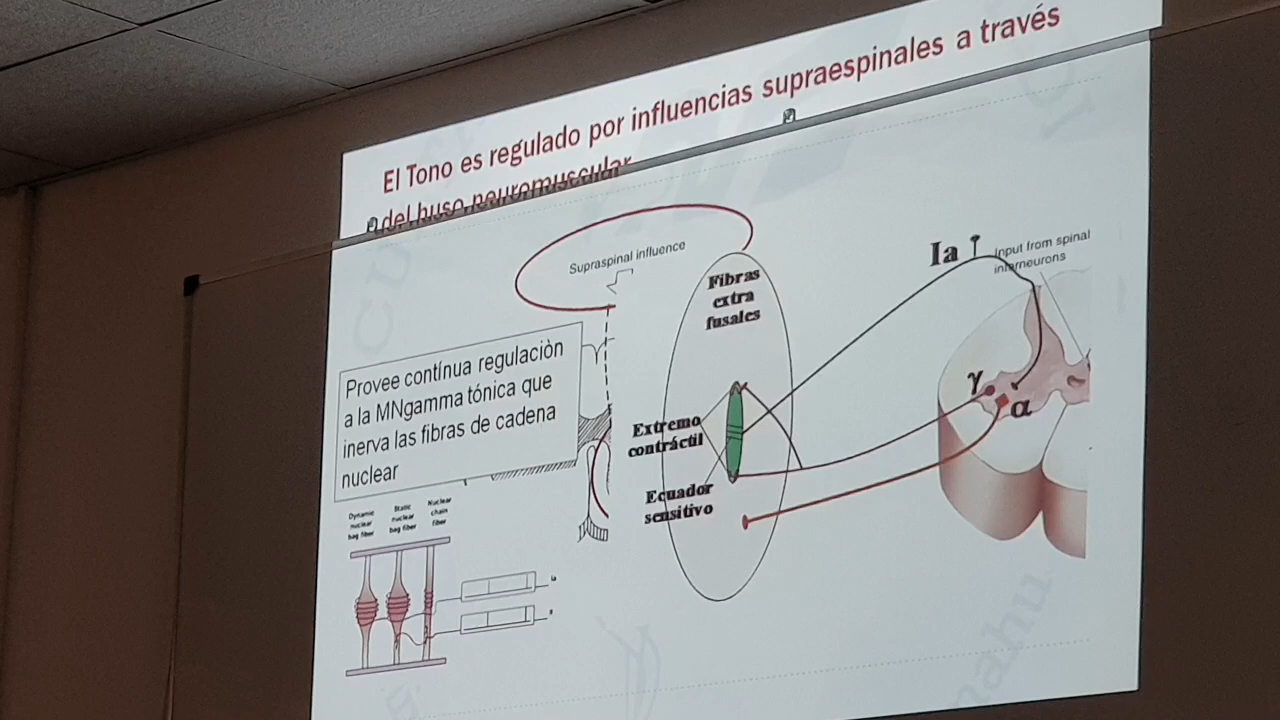 El Tono es regulado por influencias supraespinales a través
del huso neuromuscular
Supraspinal influence
Fibras
extra
fusales
Ia
Input from spinal
interneurons
Provee contínua regulaciòn
a la MNgamma tónica que
inerva las fibras de cadena
nuclear
γ
α
Extremo
contráctil
Ecuador
sensitivo
Dynamic
nuclear
bag fiber
Static
nuclear
bag fiber
Nuclear
chain
fiber